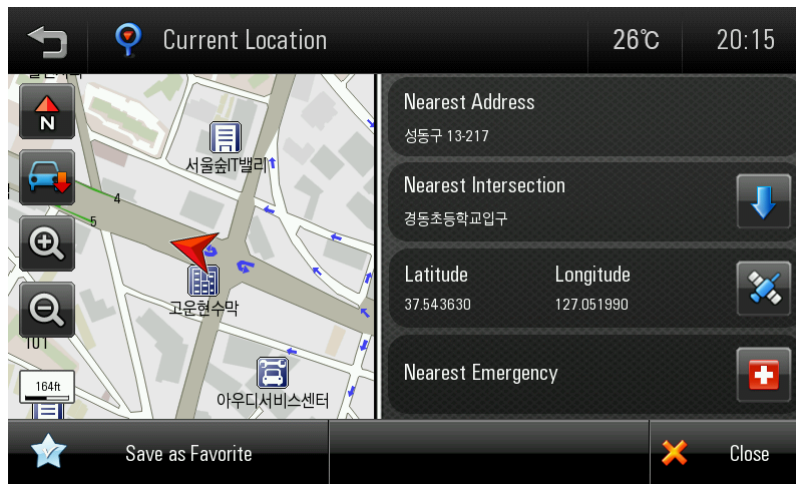 Current Location
26℃
20:15
N
서울숲IT밸리
4
5
고운현수막
101
164ft
아우디서비스센터
Nearest Address
성동구 13-217
Nearest Intersection
경동초등학교입구
Latitude
Longitude
37.543630
127.051990
Nearest Emergency
Save as Favorite
Close